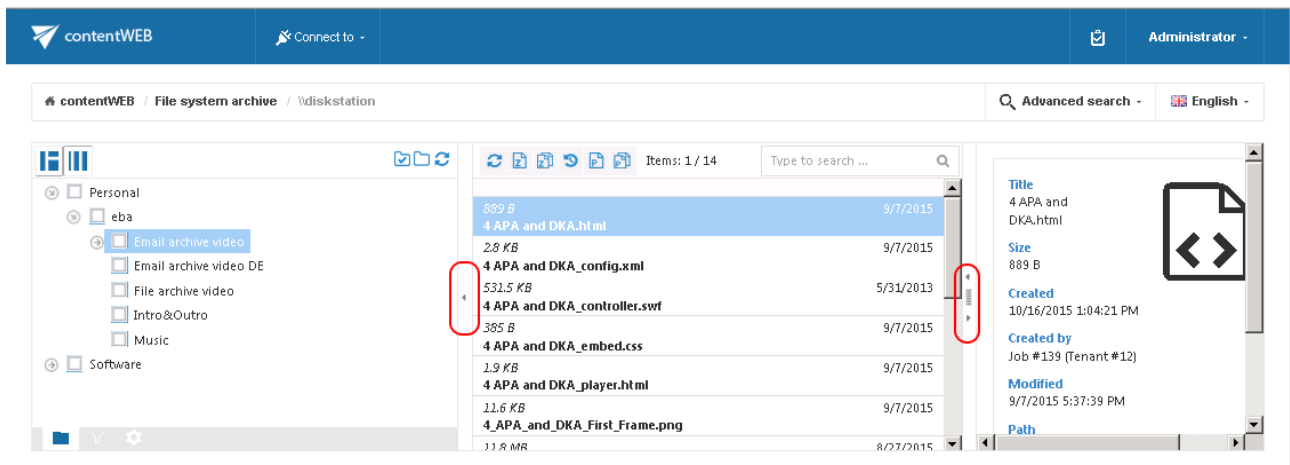 contentWEB
Connect to
Administrator
contentWEB / File system archive / \\diskstation
Advanced search
English
Personal
eba
Email archive video
Email archive video DE
File archive video
Intro&Outro
Music
Software
Items: 1 / 14
Type to search ...
889 B 9/7/2015
4 APA and DKA.html
2.8 KB 9/7/2015
4 APA and DKA_config.xml
531.5 KB 5/31/2013
4 APA and DKA_controller.swf
385 B 9/7/2015
4 APA and DKA_embed.css
1.9 KB 9/7/2015
4 APA and DKA_player.html
11.6 KB 9/7/2015
4_APA_and_DKA_First_Frame.png
11.8 MB 8/27/2015
Title
4 APA and
DKA.html
Size
889 B
Created
10/16/2015 1:04:21 PM
Created by
Job #139 (Tenant #12)
Modified
9/7/2015 5:37:39 PM
Path